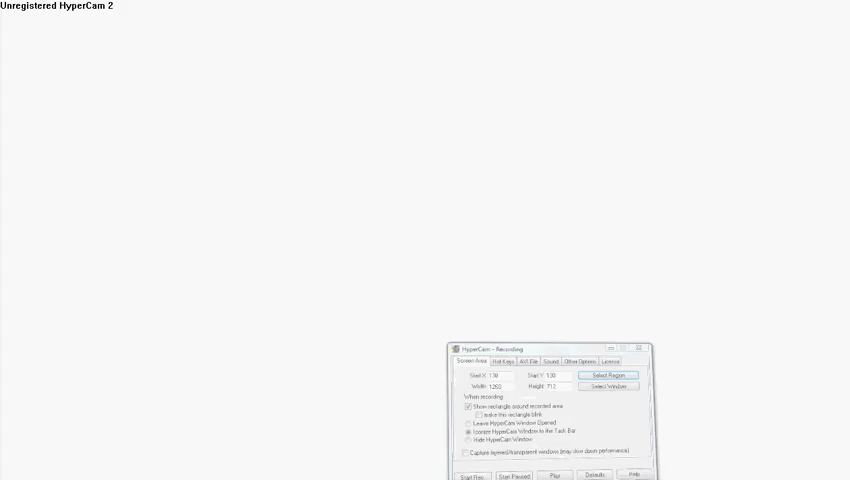 Unregistered HyperCam 2
HyperCam - Recording
Screen Area Hot Keys AVI File Sound Other Options License
Start X: 130 Start Y: 130 Select Region
Width: 1260 Height: 712 Select Window
When recording
Show rectangle around recorded area
make this rectangle blink
Leave HyperCam Window Opened
Iconize HyperCam Window to the Task Bar
Hide HyperCam Window
Capture layered/transparent windows (may slow down performance)
Start Rec. Start Paused Play Defaults Help